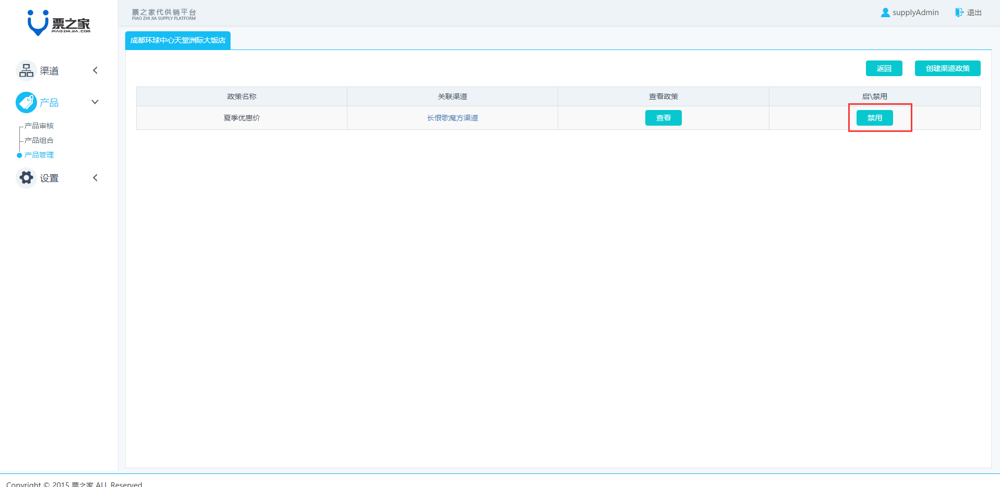 票之家
PIAOZHIJIA.COM
票之家代供销平台
PIAO ZHI JIA SUPPLY PLATFORM
supplyAdmin
退出
渠道
产品
产品审核
产品组合
产品管理
设置
成都环球中心天堂洲际大饭店
返回
创建渠道政策
政策名称 关联渠道 查看政策 启\禁用
夏季优惠价 长恨歌魔方渠道 查看 禁用
Copyright © 2015 票之家 ALL Reserved